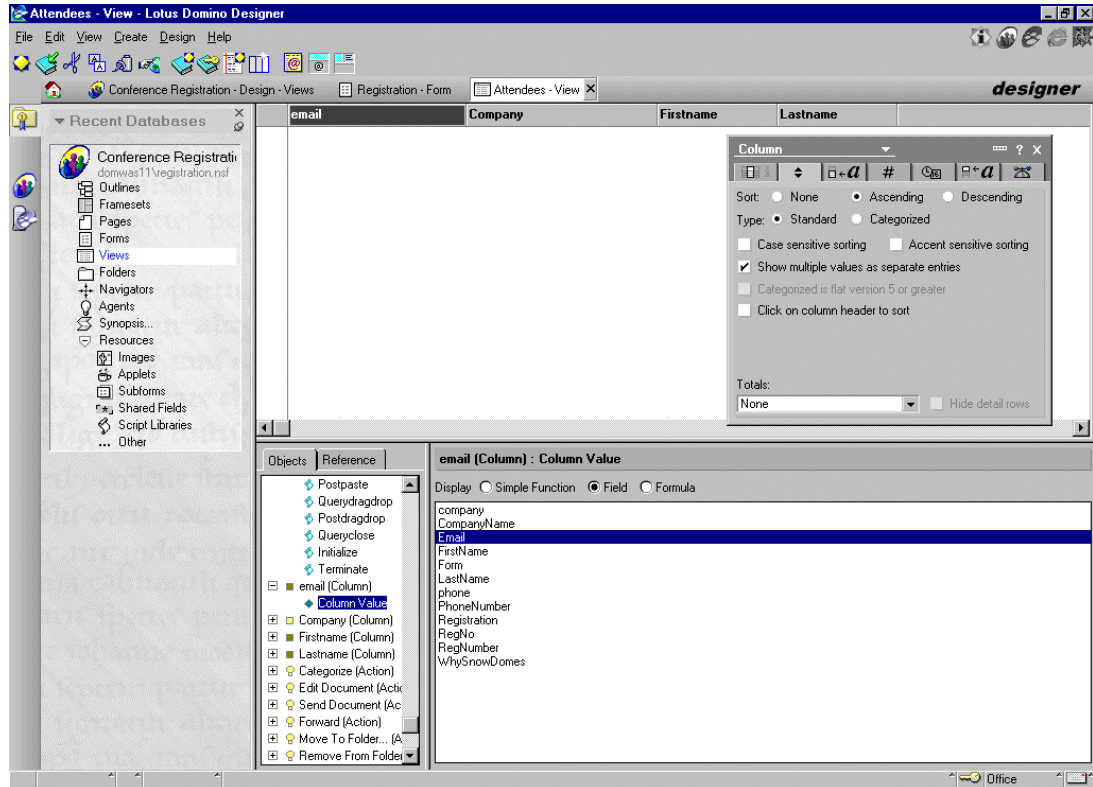 Attendees - View - Lotus Domino Designer
File Edit View Create Design Help
Conference Registration - Design - Views
Registration - Form
Attendees - View
designer
Recent Databases
Conference Registrati
domwas11\registration.nsf
Outlines
Framesets
Pages
Forms
Views
Folders
Navigators
Agents
Synopsis...
Resources
Images
Applets
Subforms
Shared Fields
Script Libraries
... Other
email Company Firstname Lastname
Column
Sort: None Ascending Descending
Type: Standard Categorized
Case sensitive sorting Accent sensitive sorting
Show multiple values as separate entries
Categorized is flat version 5 or greater
Click on column header to sort
Totals:
None Hide detail rows
Objects Reference
Postpaste
Querydragdrop
Postdragdrop
Queryclose
Initialize
Terminate
email (Column)
Column Value
Company (Column)
Firstname (Column)
Lastname (Column)
Categorize (Action)
Edit Document (Actic
Send Document (Ac
Forward (Action)
Move To Folder... (A
Remove From Folder
email (Column) : Column Value
Display Simple Function Field Formula
company
CompanyName
Email
FirstName
Form
LastName
phone
PhoneNumber
Registration
RegNo
RegNumber
WhySnowDomes
Office